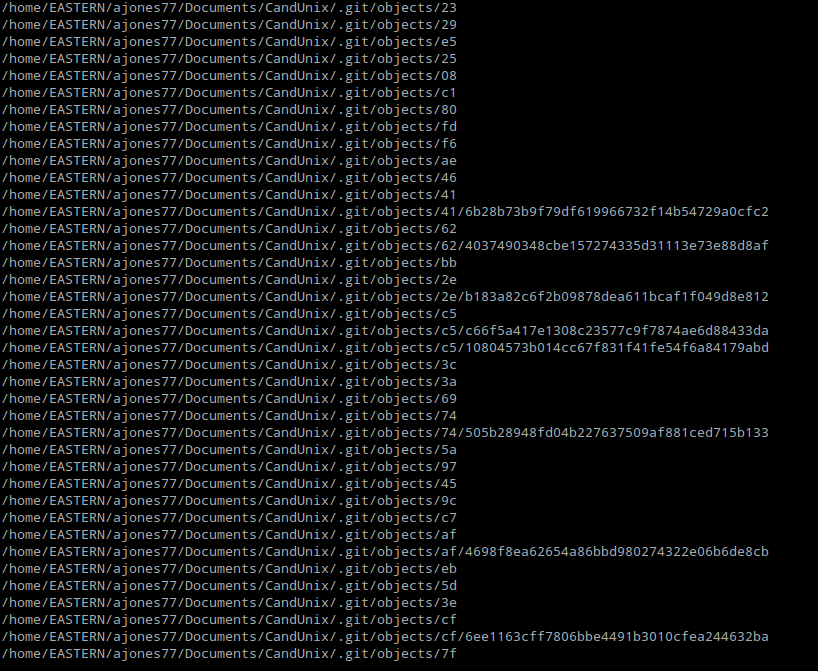 /home/EASTERN/ajones77/Documents/CandUnix/.git/objects/23
/home/EASTERN/ajones77/Documents/CandUnix/.git/objects/29
/home/EASTERN/ajones77/Documents/CandUnix/.git/objects/e5
/home/EASTERN/ajones77/Documents/CandUnix/.git/objects/25
/home/EASTERN/ajones77/Documents/CandUnix/.git/objects/08
/home/EASTERN/ajones77/Documents/CandUnix/.git/objects/c1
/home/EASTERN/ajones77/Documents/CandUnix/.git/objects/80
/home/EASTERN/ajones77/Documents/CandUnix/.git/objects/fd
/home/EASTERN/ajones77/Documents/CandUnix/.git/objects/f6
/home/EASTERN/ajones77/Documents/CandUnix/.git/objects/ae
/home/EASTERN/ajones77/Documents/CandUnix/.git/objects/46
/home/EASTERN/ajones77/Documents/CandUnix/.git/objects/41
/home/EASTERN/ajones77/Documents/CandUnix/.git/objects/41/6b28b73b9f79df619966732f14b54729a0cfc2
/home/EASTERN/ajones77/Documents/CandUnix/.git/objects/62
/home/EASTERN/ajones77/Documents/CandUnix/.git/objects/62/4037490348cbe157274335d31113e73e88d8af
/home/EASTERN/ajones77/Documents/CandUnix/.git/objects/bb
/home/EASTERN/ajones77/Documents/CandUnix/.git/objects/2e
/home/EASTERN/ajones77/Documents/CandUnix/.git/objects/2e/b183a82c6f2b09878dea611bcaf1f049d8e812
/home/EASTERN/ajones77/Documents/CandUnix/.git/objects/c5
/home/EASTERN/ajones77/Documents/CandUnix/.git/objects/c5/c66f5a417e1308c23577c9f7874ae6d88433da
/home/EASTERN/ajones77/Documents/CandUnix/.git/objects/c5/10804573b014cc67f831f41fe54f6a84179abd
/home/EASTERN/ajones77/Documents/CandUnix/.git/objects/3c
/home/EASTERN/ajones77/Documents/CandUnix/.git/objects/3a
/home/EASTERN/ajones77/Documents/CandUnix/.git/objects/69
/home/EASTERN/ajones77/Documents/CandUnix/.git/objects/74
/home/EASTERN/ajones77/Documents/CandUnix/.git/objects/74/505b28948fd04b227637509af881ced715b133
/home/EASTERN/ajones77/Documents/CandUnix/.git/objects/5a
/home/EASTERN/ajones77/Documents/CandUnix/.git/objects/97
/home/EASTERN/ajones77/Documents/CandUnix/.git/objects/45
/home/EASTERN/ajones77/Documents/CandUnix/.git/objects/9c
/home/EASTERN/ajones77/Documents/CandUnix/.git/objects/c7
/home/EASTERN/ajones77/Documents/CandUnix/.git/objects/af
/home/EASTERN/ajones77/Documents/CandUnix/.git/objects/af/4698f8ea62654a86bbd980274322e06b6de8cb
/home/EASTERN/ajones77/Documents/CandUnix/.git/objects/eb
/home/EASTERN/ajones77/Documents/CandUnix/.git/objects/5d
/home/EASTERN/ajones77/Documents/CandUnix/.git/objects/3e
/home/EASTERN/ajones77/Documents/CandUnix/.git/objects/cf
/home/EASTERN/ajones77/Documents/CandUnix/.git/objects/cf/6ee1163cff7806bbe4491b3010cfea244632ba
/home/EASTERN/ajones77/Documents/CandUnix/.git/objects/7f